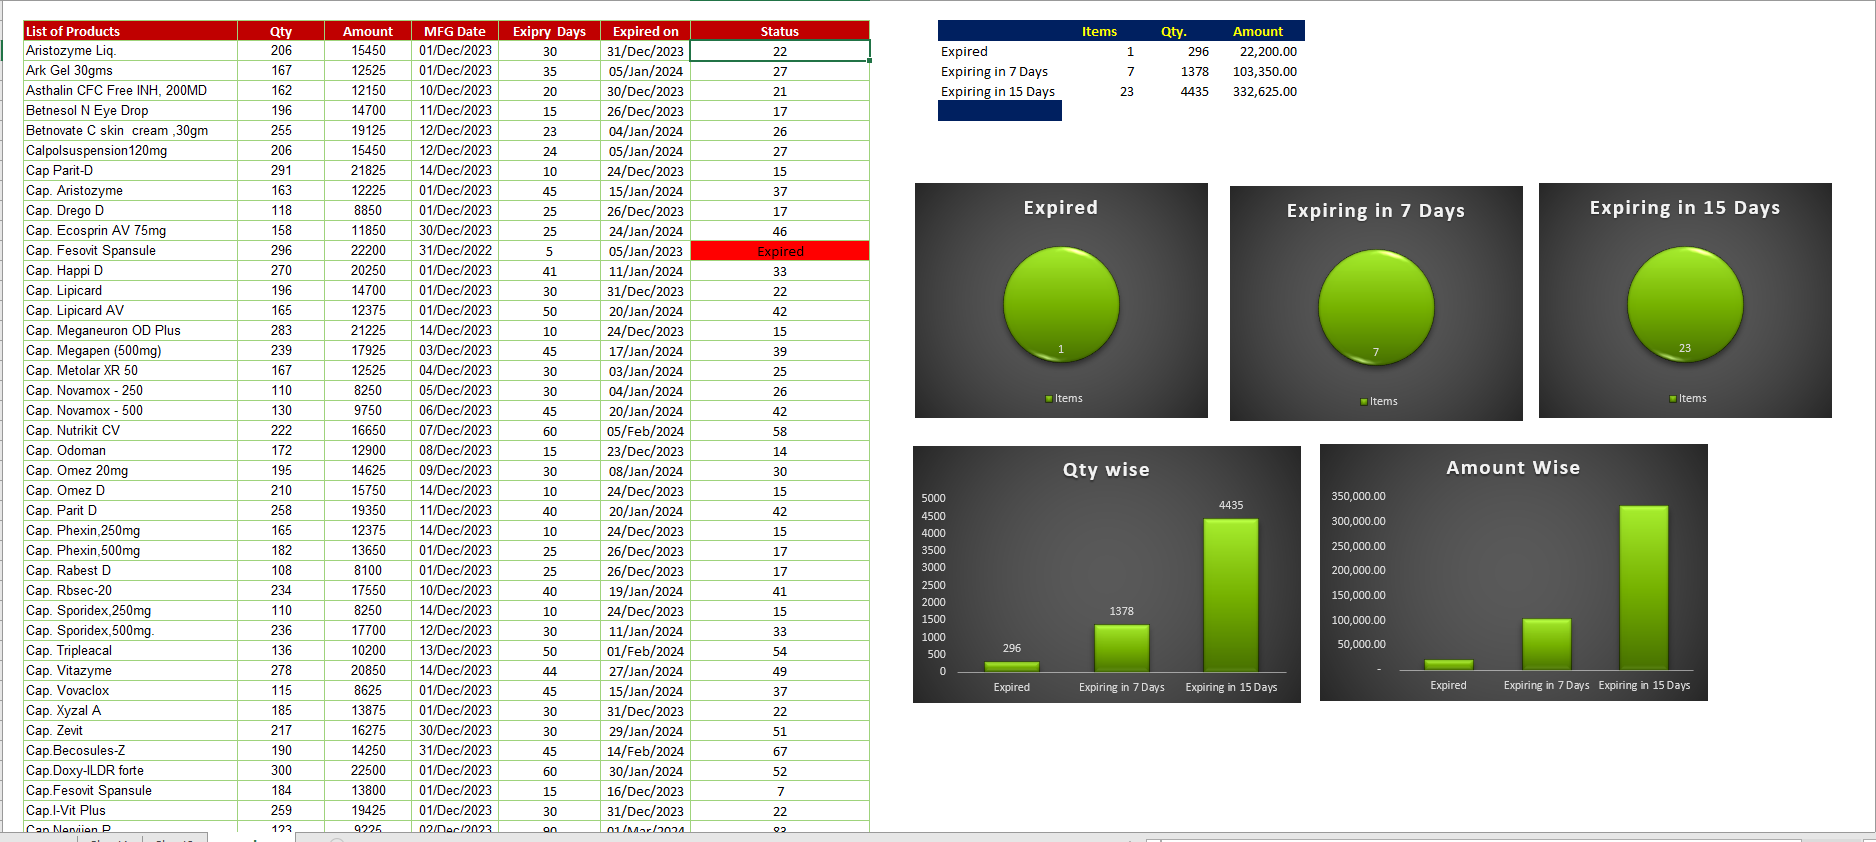 List of Products Qty Amount MFG Date Exipry Days Expired on Status
Aristozyme Liq. 206 15450 01/Dec/2023 30 31/Dec/2023 22
Ark Gel 30gms 167 12525 01/Dec/2023 35 05/Jan/2024 27
Asthalin CFC Free INH, 200MD 162 12150 10/Dec/2023 20 30/Dec/2023 21
Betnesol N Eye Drop 196 14700 11/Dec/2023 15 26/Dec/2023 17
Betnovate C skin cream ,30gm 255 19125 12/Dec/2023 23 04/Jan/2024 26
Calpolsuspension120mg 206 15450 12/Dec/2023 24 05/Jan/2024 27
Cap Parit-D 291 21825 14/Dec/2023 10 24/Dec/2023 15
Cap. Aristozyme 163 12225 01/Dec/2023 45 15/Jan/2024 37
Cap. Drego D 118 8850 01/Dec/2023 25 26/Dec/2023 17
Cap. Ecosprin AV 75mg 158 11850 30/Dec/2023 25 24/Jan/2024 46
Cap. Fesovit Spansule 296 22200 31/Dec/2022 5 05/Jan/2023 Expired
Cap. Happi D 270 20250 01/Dec/2023 41 11/Jan/2024 33
Cap. Lipicard 196 14700 01/Dec/2023 30 31/Dec/2023 22
Cap. Lipicard AV 165 12375 01/Dec/2023 50 20/Jan/2024 42
Cap. Meganeuron OD Plus 283 21225 14/Dec/2023 10 24/Dec/2023 15
Cap. Megapen (500mg) 239 17925 03/Dec/2023 45 17/Jan/2024 39
Cap. Metolar XR 50 167 12525 04/Dec/2023 30 03/Jan/2024 25
Cap. Novamox - 250 110 8250 05/Dec/2023 30 04/Jan/2024 26
Cap. Novamox - 500 130 9750 06/Dec/2023 45 20/Jan/2024 42
Cap. Nutrikit CV 222 16650 07/Dec/2023 60 05/Feb/2024 58
Cap. Odoman 172 12900 08/Dec/2023 15 23/Dec/2023 14
Cap. Omez 20mg 195 14625 09/Dec/2023 30 08/Jan/2024 30
Cap. Omez D 210 15750 14/Dec/2023 10 24/Dec/2023 15
Cap. Parit D 258 19350 11/Dec/2023 40 20/Jan/2024 42
Cap. Phexin,250mg 165 12375 14/Dec/2023 10 24/Dec/2023 15
Cap. Phexin,500mg 182 13650 01/Dec/2023 25 26/Dec/2023 17
Cap. Rabest D 108 8100 01/Dec/2023 25 26/Dec/2023 17
Cap. Rbsec-20 234 17550 10/Dec/2023 40 19/Jan/2024 41
Cap. Sporidex,250mg 110 8250 14/Dec/2023 10 24/Dec/2023 15
Cap. Sporidex,500mg. 236 17700 12/Dec/2023 30 11/Jan/2024 33
Cap. Tripleacal 136 10200 13/Dec/2023 50 01/Feb/2024 54
Cap. Vitazyme 278 20850 14/Dec/2023 44 27/Jan/2024 49
Cap. Vovaclox 115 8625 01/Dec/2023 45 15/Jan/2024 37
Cap. Xyzal A 185 13875 01/Dec/2023 30 31/Dec/2023 22
Cap. Zevit 217 16275 30/Dec/2023 30 29/Jan/2024 51
Cap.Becosules-Z 190 14250 31/Dec/2023 45 14/Feb/2024 67
Cap.Doxy-ILDR forte 300 22500 01/Dec/2023 60 30/Jan/2024 52
Cap.Fesovit Spansule 184 13800 01/Dec/2023 15 16/Dec/2023 7
Cap.I-Vit Plus 259 19425 01/Dec/2023 30 31/Dec/2023 22
123 9225 02/Dec/2023 90 01/Mar/2024 83
Items Qty. Amount
Expired 1 296 22,200.00
Expiring in 7 Days 7 1378 103,350.00
Expiring in 15 Days 23 4435 332,625.00
Expired
1
Items
Expiring in 7 Days
7
Items
Expiring in 15 Days
23
Items
Qty wise
5000
4500
4000
3500
3000
2500
2000
1500
1000
500
0
296
1378
4435
Expired Expiring in 7 Days Expiring in 15 Days
Amount Wise
350,000.00
300,000.00
250,000.00
200,000.00
150,000.00
100,000.00
50,000.00
-
Expired Expiring in 7 Days Expiring in 15 Days